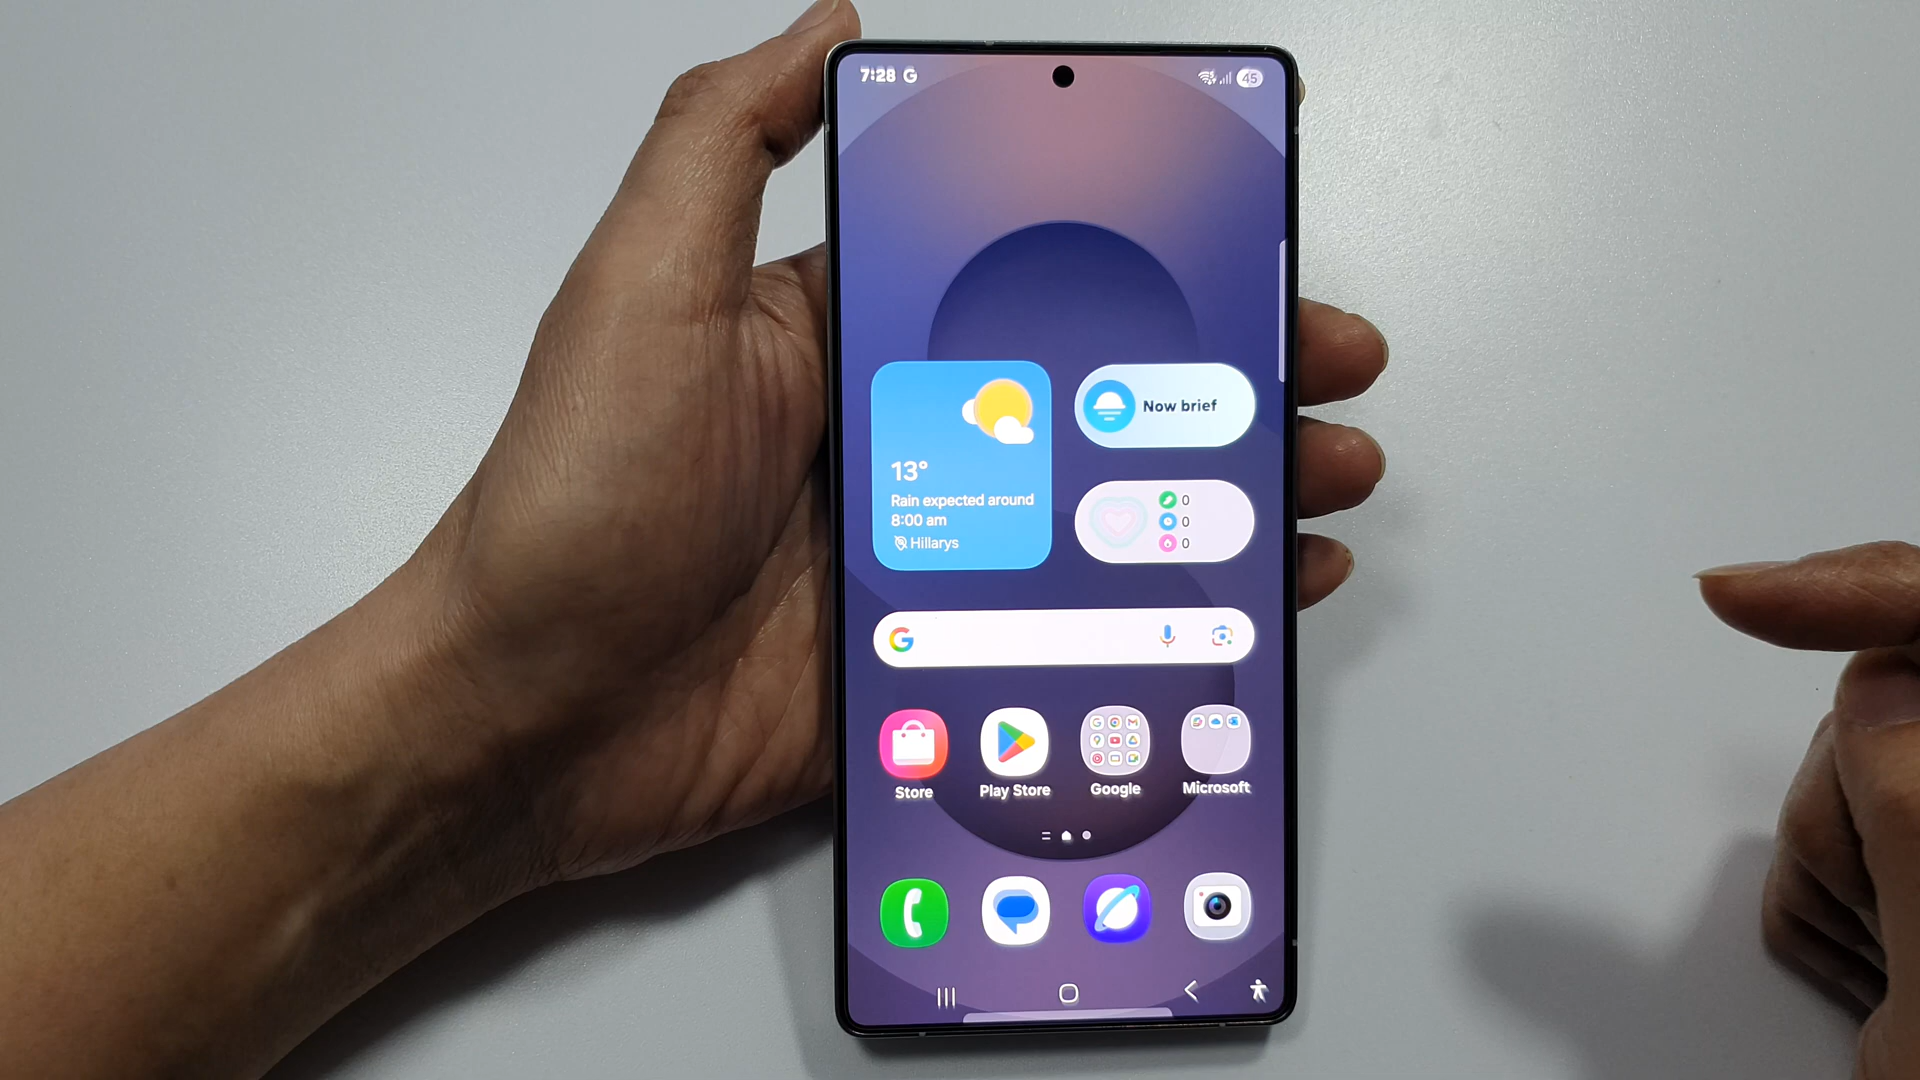 7:28 G
45
Now brief
13°
Rain expected around
8:00 am
Hillarys
0
0
0
G
Store
Play Store
Google
Microsoft